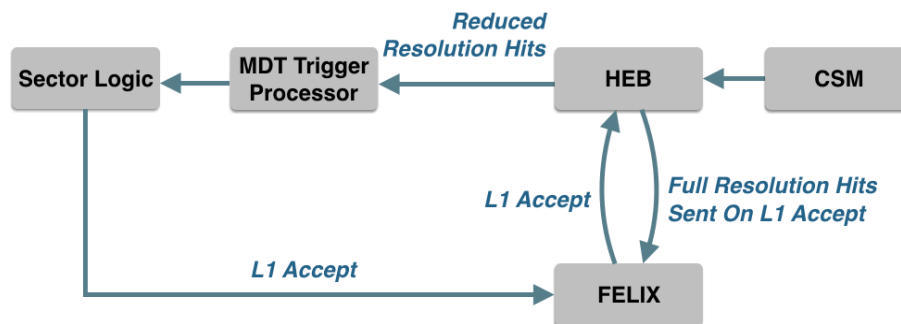 Reduced
Resolution Hits
Sector Logic
MDT Trigger
Processor
HEB
CSM
L1 Accept
Full Resolution Hits
Sent On L1 Accept
L1 Accept
FELIX